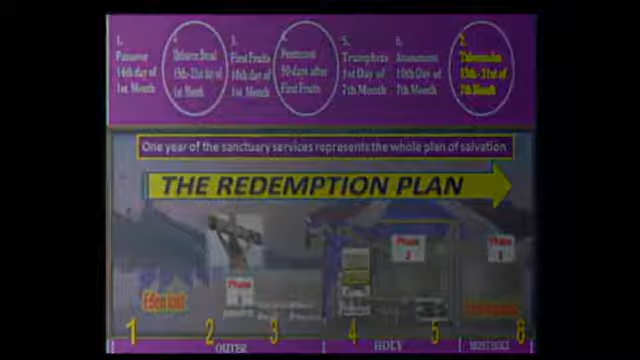 1.
Passover
14th day of
1st Month
2.
Unleaven Bread
15th-21st day of
1st Month
3.
First Fruits
16th day of
1st Month
4.
Pentecost
50 days after
First Fruits
5.
Trumphets
1st Day of
7th Month
6.
Atonement
10th Day of
7th Month
7.
Tabernacles
15th - 21st of
7th Month
One year of the sanctuary services represents the whole plan of salvation
THE REDEMPTION PLAN
Eden lost
Phase
1
Phase
2
Phase
3
1
2
3
4
5
6
OUTER
HOLY
MOST HOLY